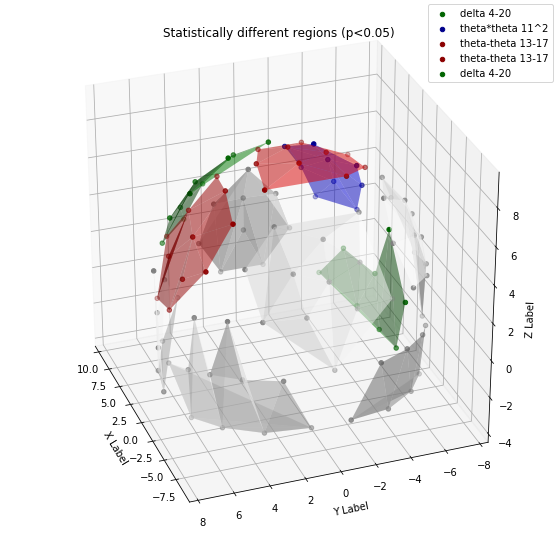 Statistically different regions (p<0.05)
delta 4-20
theta*theta 11^2
theta-theta 13-17
theta-theta 13-17
delta 4-20
8
6
4
2
0
−2
−4
Z Label
10.0
7.5
5.0
2.5
0.0
−2.5
−5.0
−7.5
X Label
8
6
4
2
0
−2
−4
−6
−8
Y Label